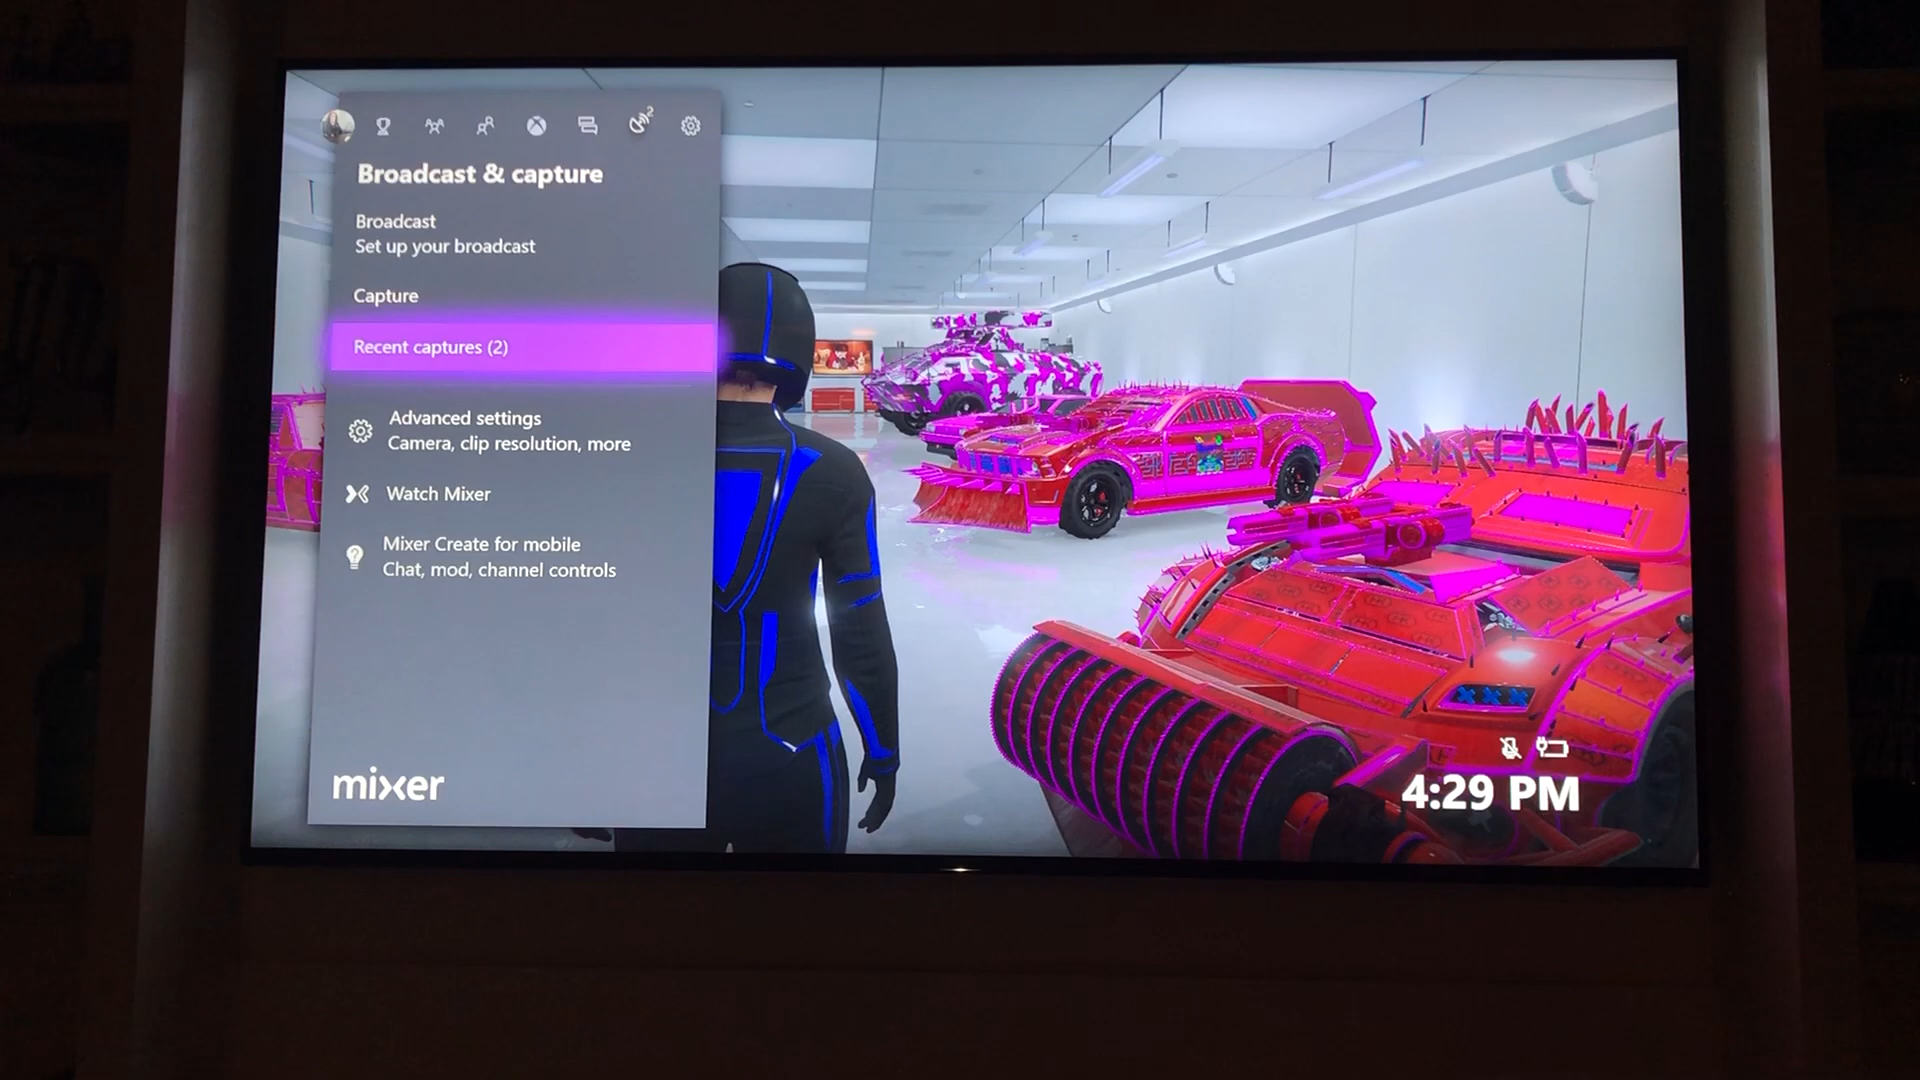 2
Broadcast & capture
Broadcast
Set up your broadcast
Capture
Recent captures (2)
Advanced settings
Camera, clip resolution, more
Watch Mixer
Mixer Create for mobile
Chat, mod, channel controls
mixer
4:29 PM